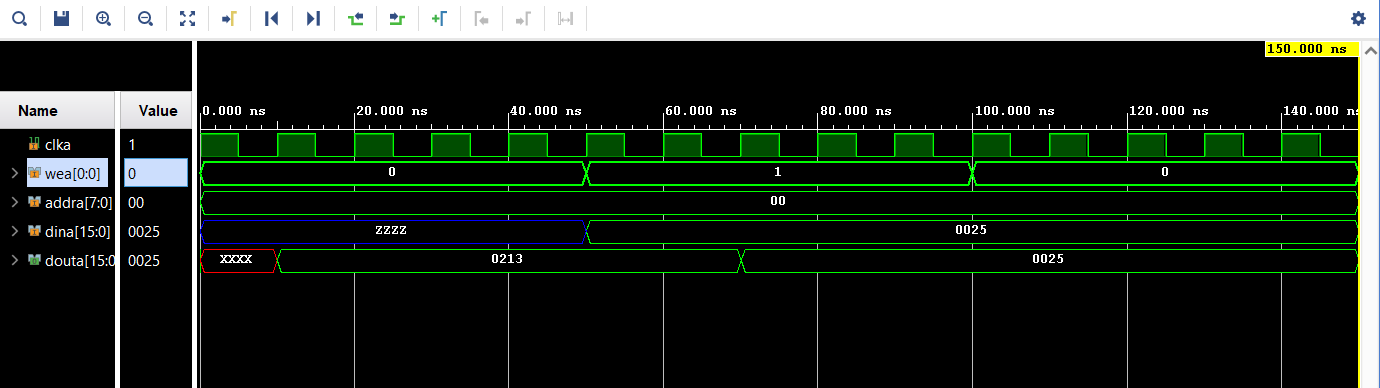 150.000 ns
Name
Value
0.000 ns
20.000 ns
40.000 ns
60.000 ns
80.000 ns
100.000 ns
120.000 ns
140.000 ns
clka
1
wea[0:0]
0
0
1
0
addra[7:0]
00
00
dina[15:0]
0025
ZZZZ
0025
douta[15:0
0025
XXXX
0213
0025